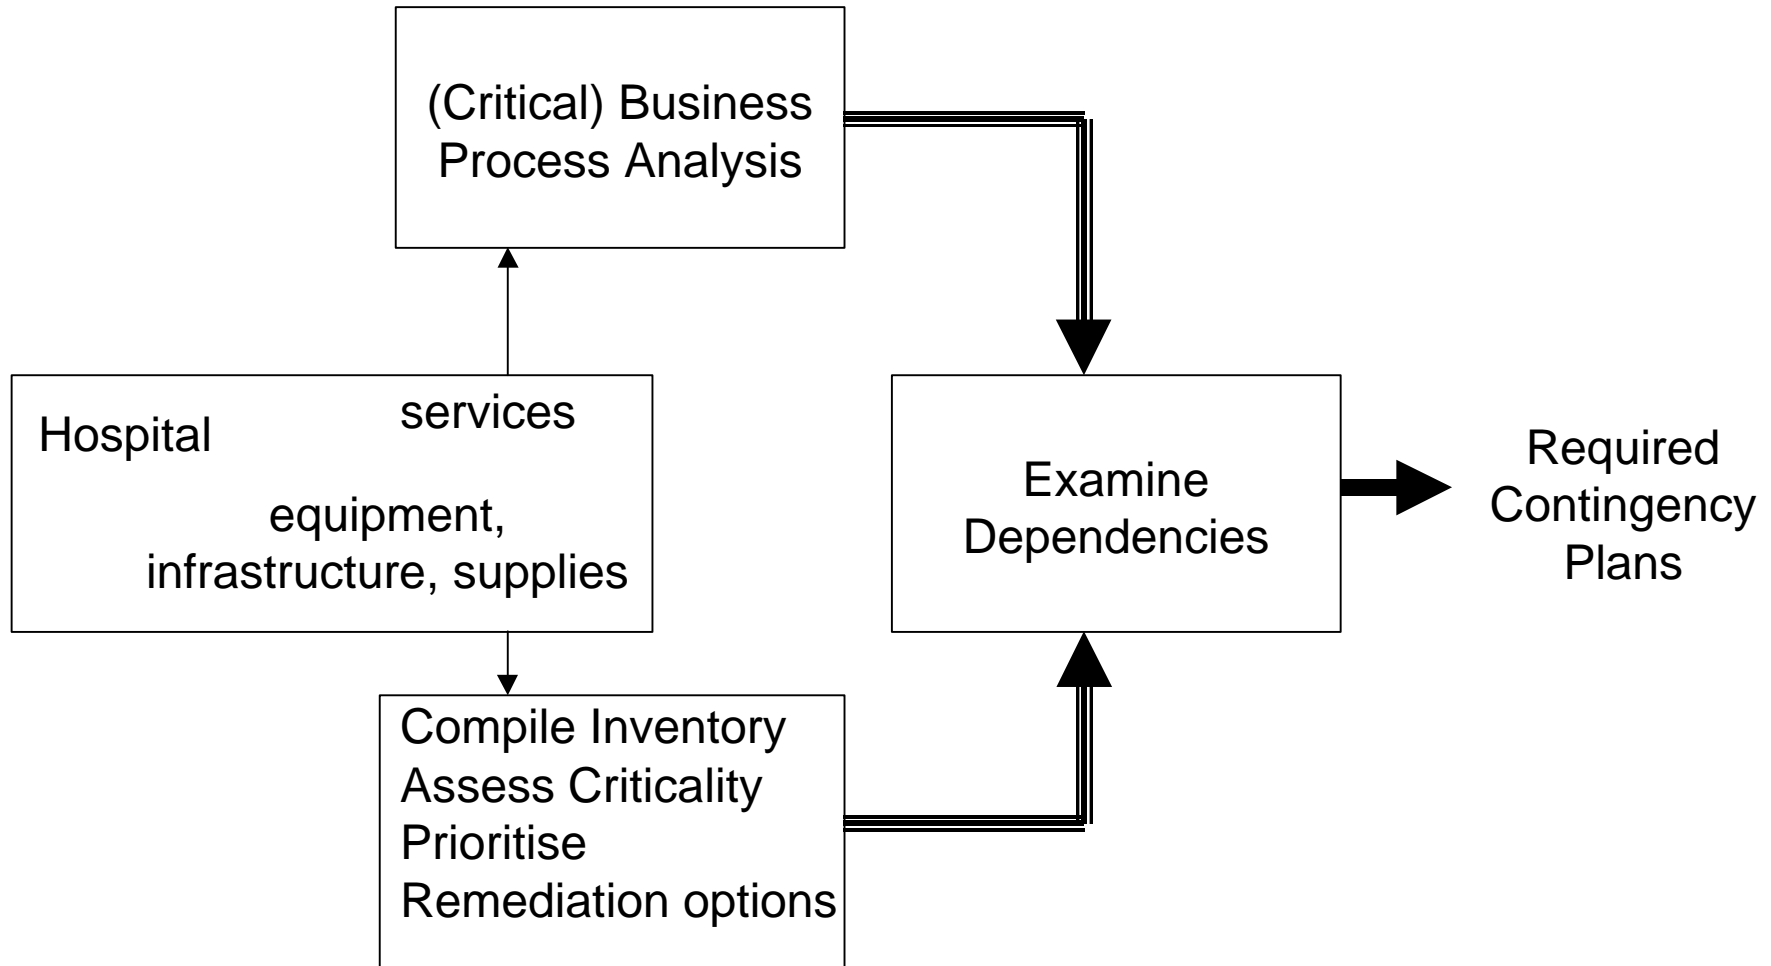 (Critical) Business
Process Analysis
Hospital
services
equipment,
infrastructure, supplies
Examine
Dependencies
Required
Contingency
Plans
Compile Inventory
Assess Criticality
Prioritise
Remediation options